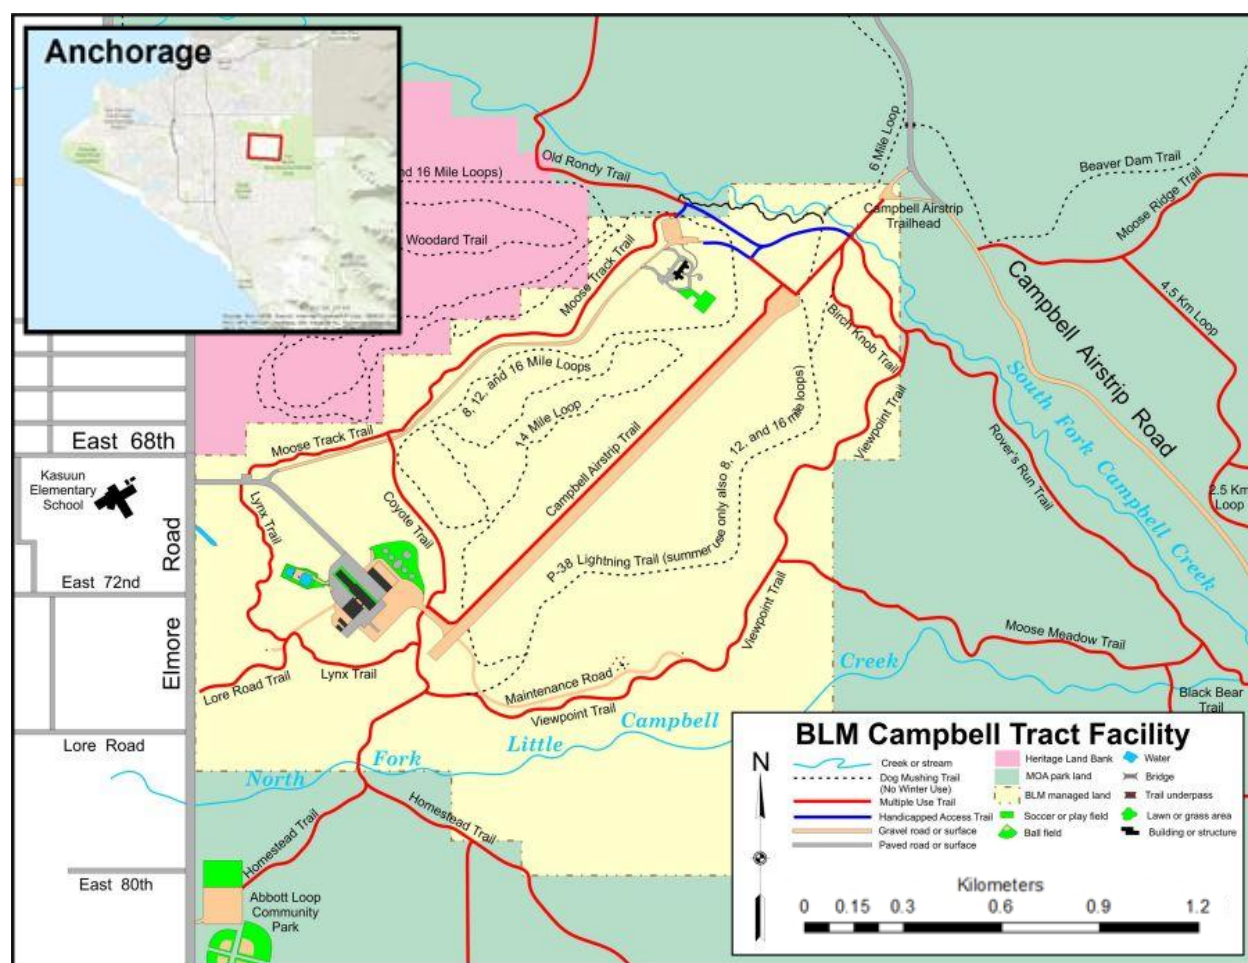 Anchorage
Old Rondy Trail
6 Mile Loop
Beaver Dam Trail
Moose Ridge Trail
nd 16 Mile Loops)
Woodard Trail
Campbell Airstrip
Trailhead
Moose Track Trail
4.5 Km Loop
Campbell Airstrip Road
Birch Knob Trail
South Fork Campbell Creek
8, 12, and 16 Mile Loops
14 Mile Loop
Campbell Airstrip Trail
Viewpoint Trail
Rover's Run Trail
2.5 Km
Loop
East 68th
Moose Track Trail
Kasuun
Elementary
School
Lynx Trail
Coyote Trail
P-38 Lightning Trail (summer use only also 8, 12, and 16 mile loops)
East 72nd
Elmore Road
Viewpoint Trail
Moose Meadow Trail
Lore Road Trail
Lynx Trail
Maintenance Road
Viewpoint Trail
Black Bear
Trail
Lore Road
North Fork Little Campbell Creek
Homestead Trail
Homestead Trail
East 80th
Abbott Loop
Community
Park
BLM Campbell Tract Facility
N
Creek or stream
Dog Mushing Trail
(No Winter Use)
Multiple Use Trail
Handicapped Access Trail
Gravel road or surface
Paved road or surface
Heritage Land Bank
MOA park land
BLM managed land
Soccer or play field
Ball field
Water
Bridge
Trail underpass
Lawn or grass area
Building or structure
Kilometers
0 0.15 0.3 0.6 0.9 1.2